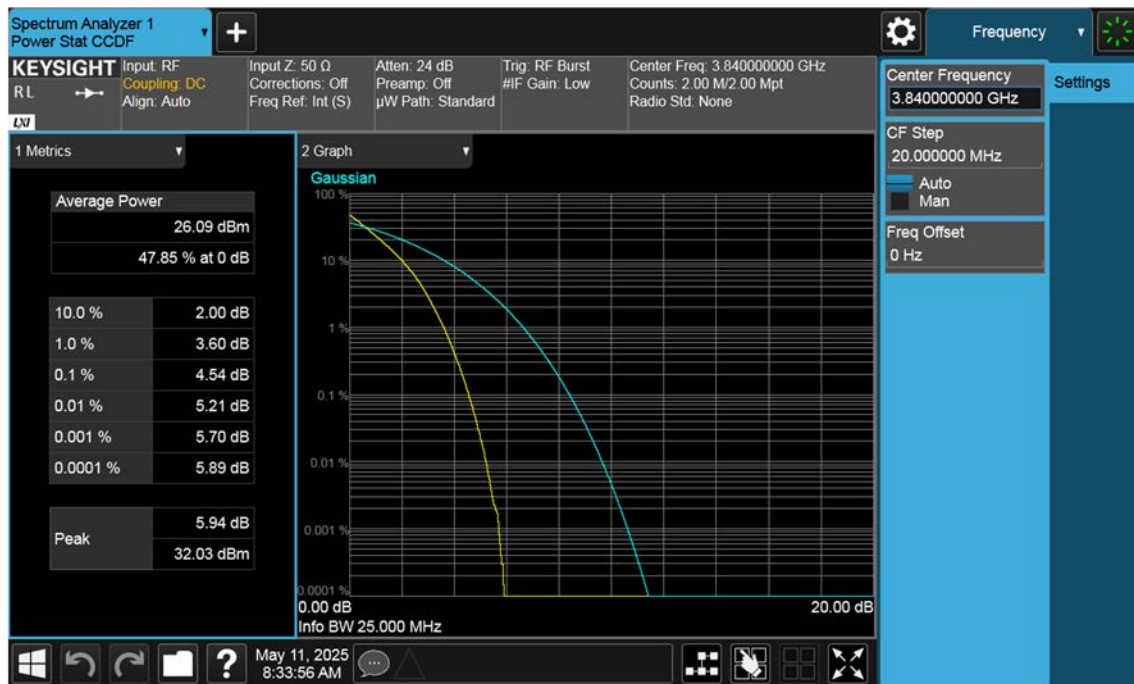 Spectrum Analyzer 1
Power Stat CCDF
Frequency
KEYSIGHT
RL
LXI
Input: RF
Coupling: DC
Align: Auto
Input Z: 50 Ω
Corrections: Off
Freq Ref: Int (S)
Atten: 24 dB
Preamp: Off
µW Path: Standard
Trig: RF Burst
#IF Gain: Low
Center Freq: 3.840000000 GHz
Counts: 2.00 M/2.00 Mpt
Radio Std: None
Center Frequency
3.840000000 GHz
Settings
CF Step
20.000000 MHz
Auto
Man
Freq Offset
0 Hz
1 Metrics
Average Power
26.09 dBm
47.85 % at 0 dB
10.0 % 2.00 dB
1.0 % 3.60 dB
0.1 % 4.54 dB
0.01 % 5.21 dB
0.001 % 5.70 dB
0.0001 % 5.89 dB
Peak
5.94 dB
32.03 dBm
2 Graph
Gaussian
100 %
10 %
1 %
0.1 %
0.01 %
0.001 %
0.0001 %
0.00 dB 20.00 dB
Info BW 25.000 MHz
?
May 11, 2025
8:33:56 AM